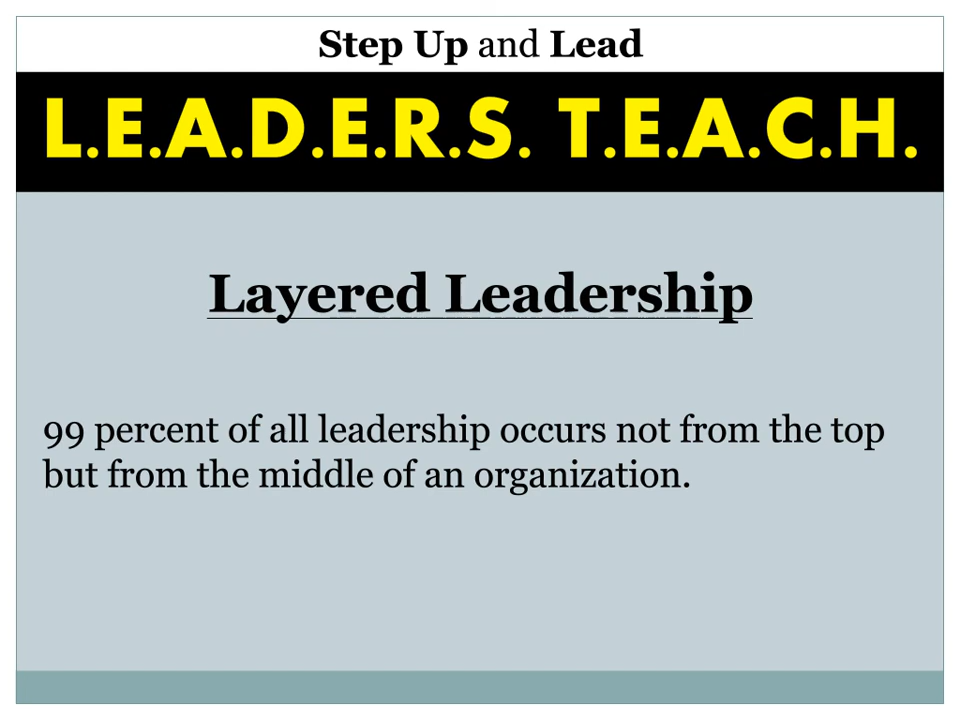 Step Up and Lead
L.E.A.D.E.R.S. T.E.A.C.H.
Layered Leadership
99 percent of all leadership occurs not from the top
but from the middle of an organization.